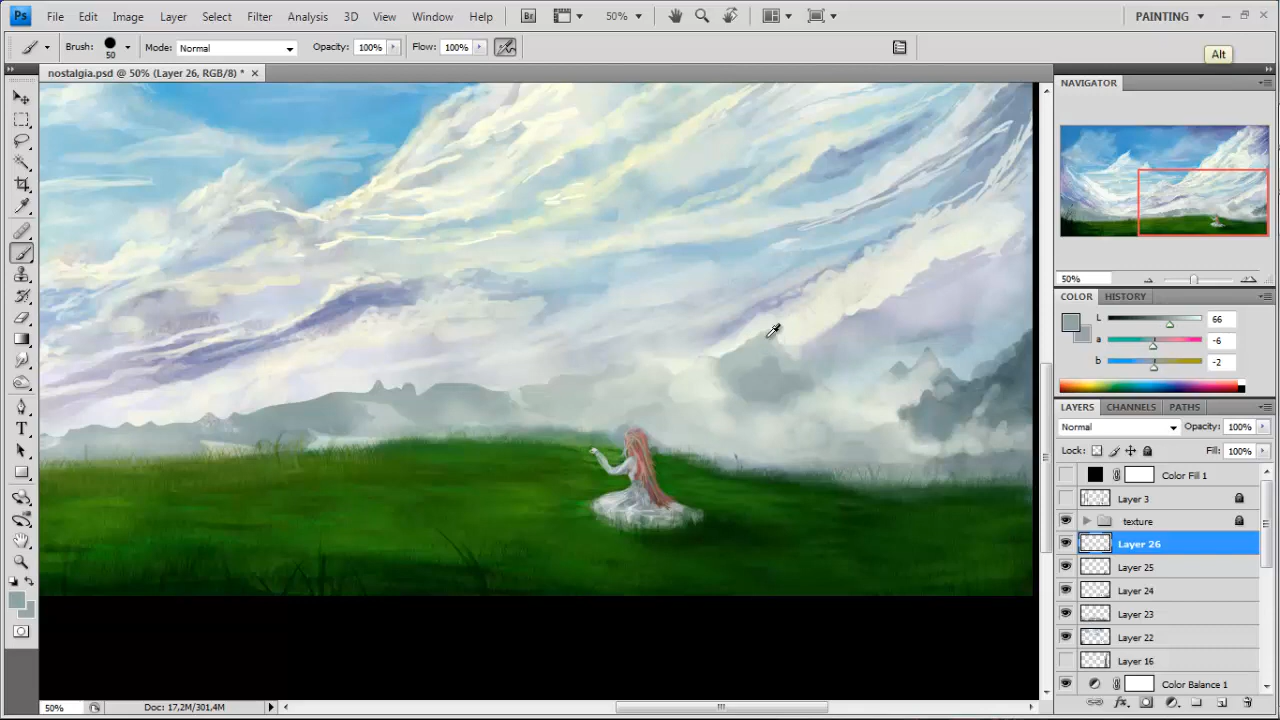 Ps File Edit Image Layer Select Filter Analysis 3D View Window Help Br 50% PAINTING
Brush: 50 Mode: Normal Opacity: 100% Flow: 100% Alt
nostalgia.psd @ 50% (Layer 26, RGB/8) *
NAVIGATOR
50%
COLOR HISTORY
L 66
a -6
b -2
LAYERS CHANNELS PATHS
Normal Opacity: 100%
Lock: Fill: 100%
Color Fill 1
Layer 3
texture
Layer 26
Layer 25
Layer 24
Layer 23
Layer 22
Layer 16
Color Balance 1
T
50% Doc: 17,2M/301,4M
fx